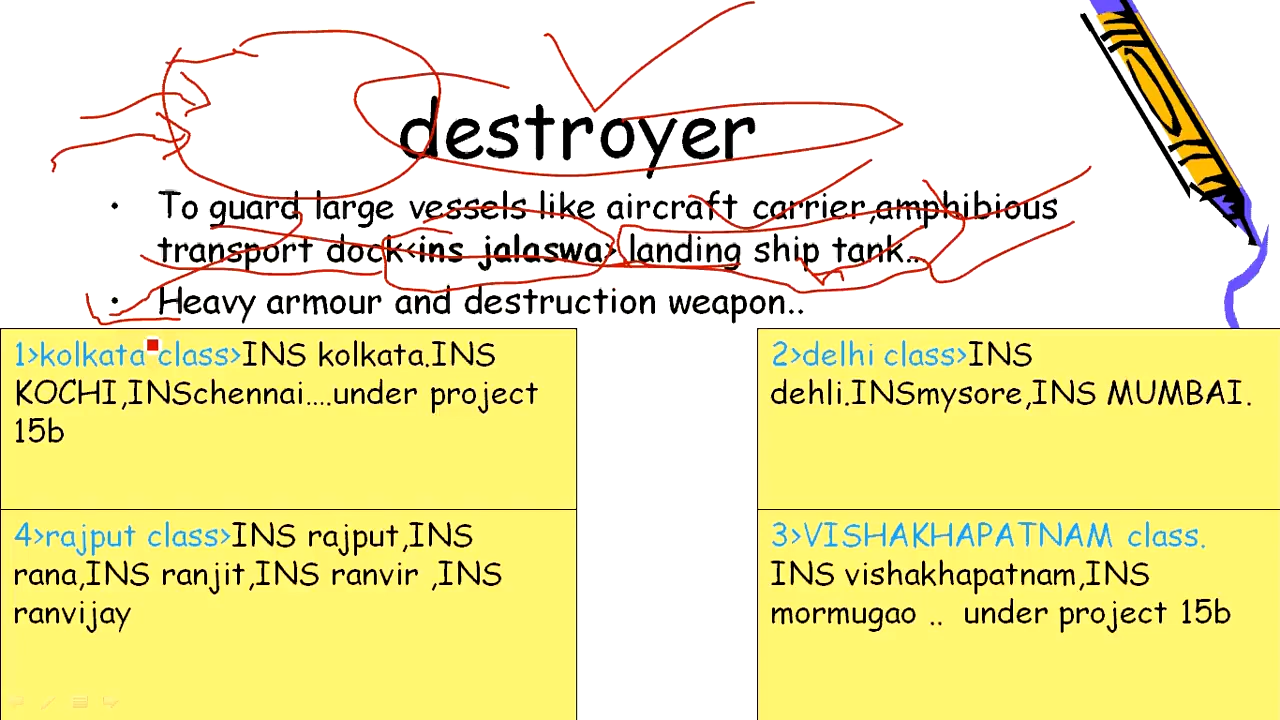 destroyer
• To guard large vessels like aircraft carrier,amphibious
transport dock<ins jalaswa> landing ship tank..
• Heavy armour and destruction weapon..
1>kolkata class>INS kolkata.INS
KOCHI,INSchennai....under project
15b
2>delhi class>INS
dehli.INSmysore,INS MUMBAI.
4>rajput class>INS rajput,INS
rana,INS ranjit,INS ranvir ,INS
ranvijay
3>VISHAKHAPATNAM class.
INS vishakhapatnam,INS
mormugao .. under project 15b